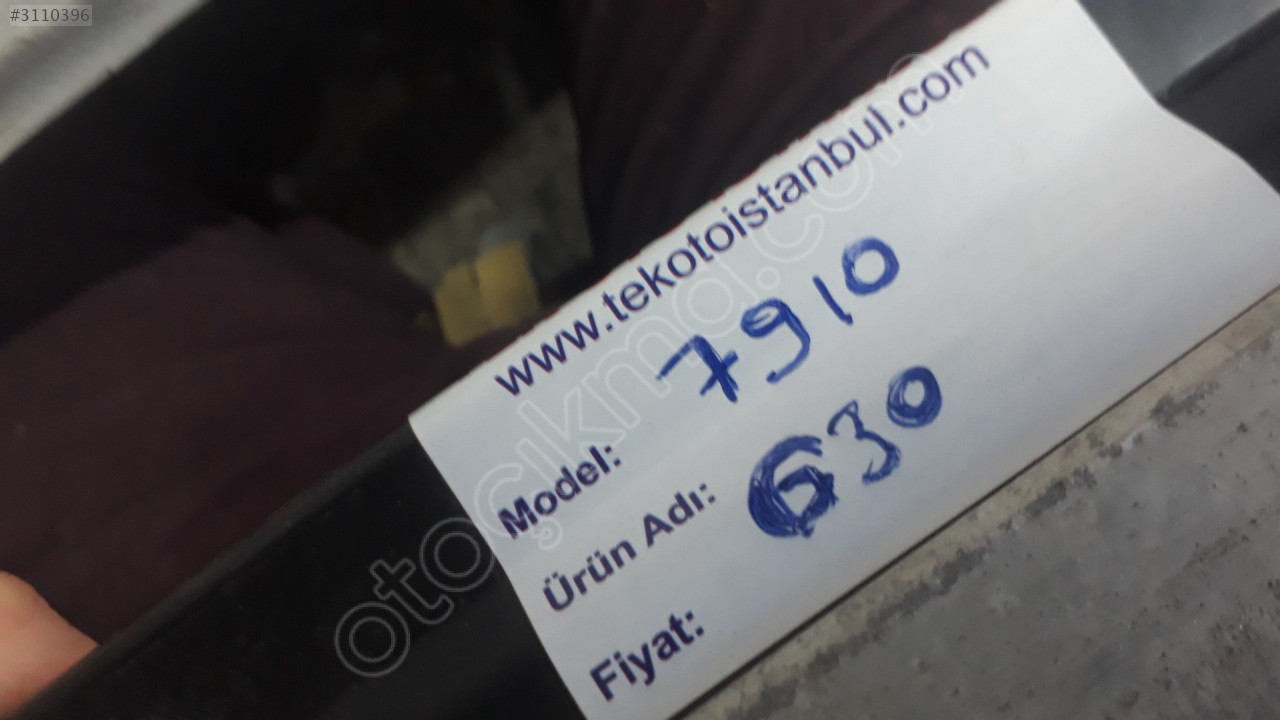 #3110396
www.tekotoistanbul.com
Model: 7910
Ürün Adı: 630
Fiyat:
otoçıkma.com